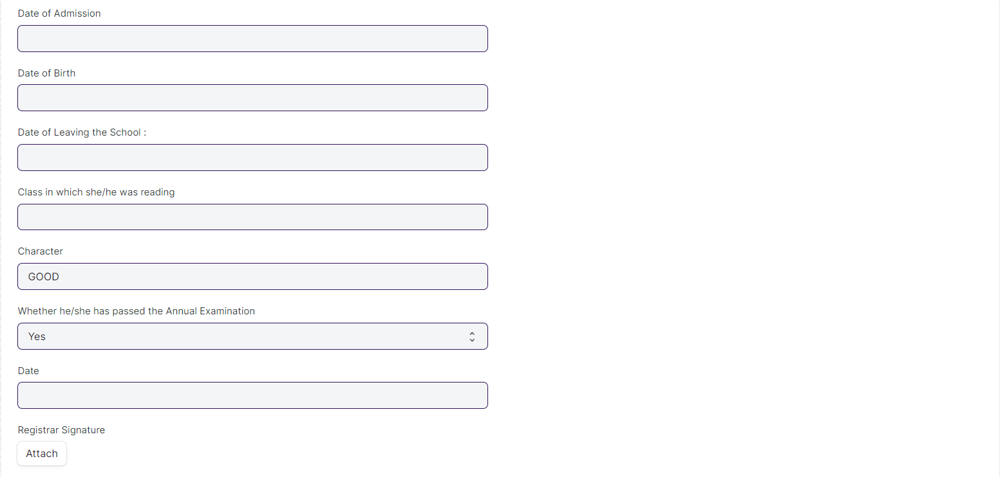 Date of Admission
Date of Birth
Date of Leaving the School :
Class in which she/he was reading
Character
GOOD
Whether he/she has passed the Annual Examination
Yes
Date
Registrar Signature
Attach